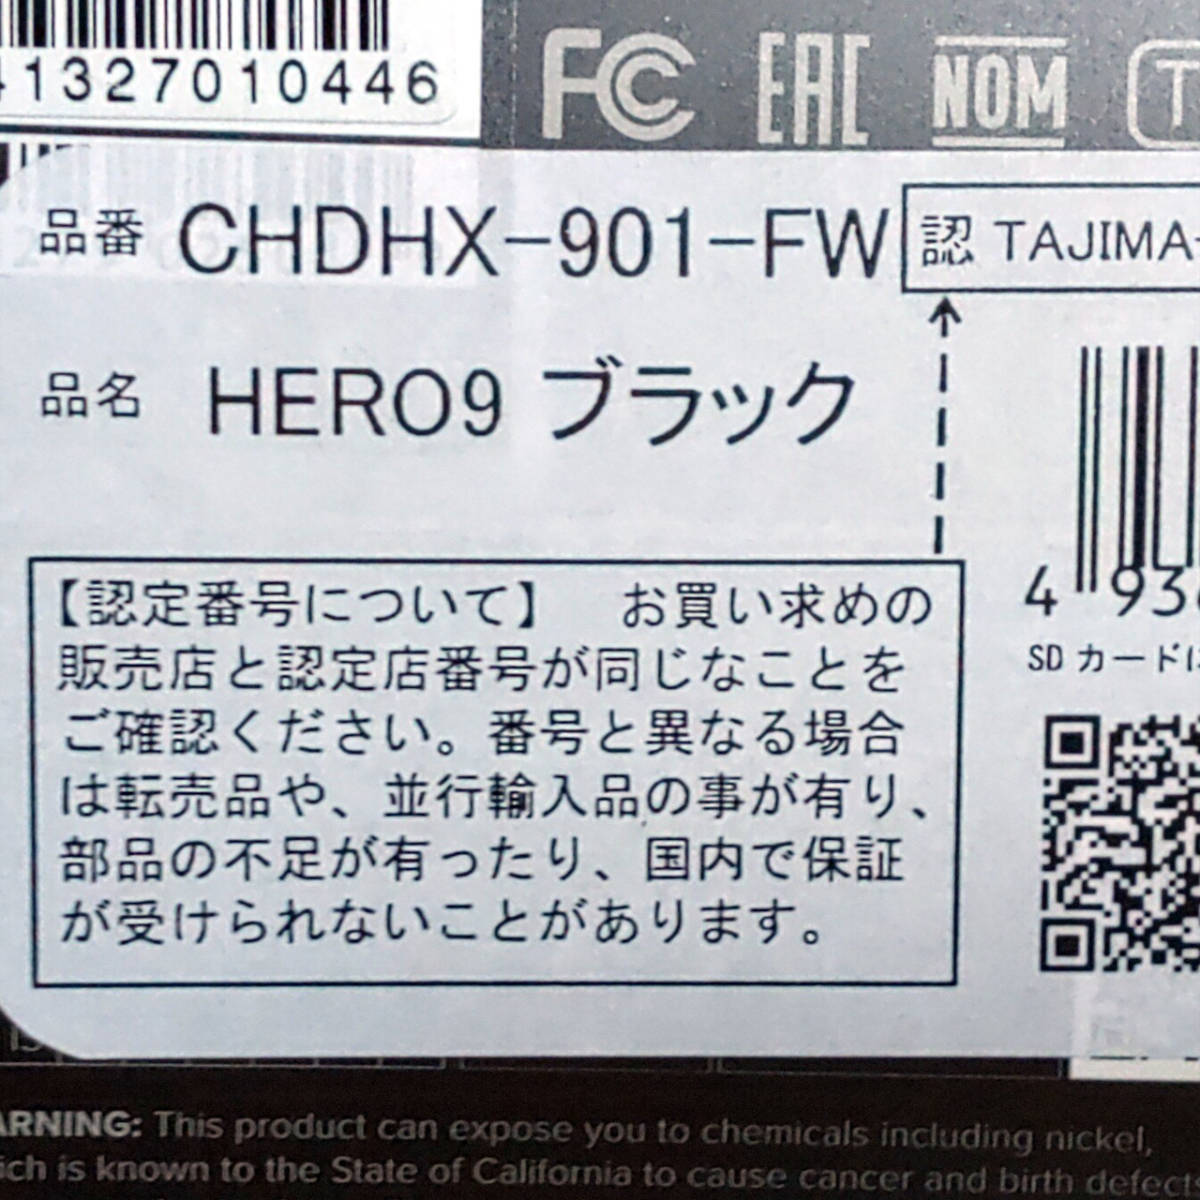 41327010446
FC EAC NOM T
品番 CHDHX-901-FW 認 TAJIMA-
品名 HERO9 ブラック
【認定番号について】 お買い求めの
販売店と認定店番号が同じなことを
ご確認ください。番号と異なる場合
は転売品や、並行輸入品の事が有り、
部品の不足が有ったり、国内で保証
が受けられないことがあります。
4 93
SD カードに
ARNING: This product can expose you to chemicals including nickel,
ich is known to the State of California to cause cancer and birth defects